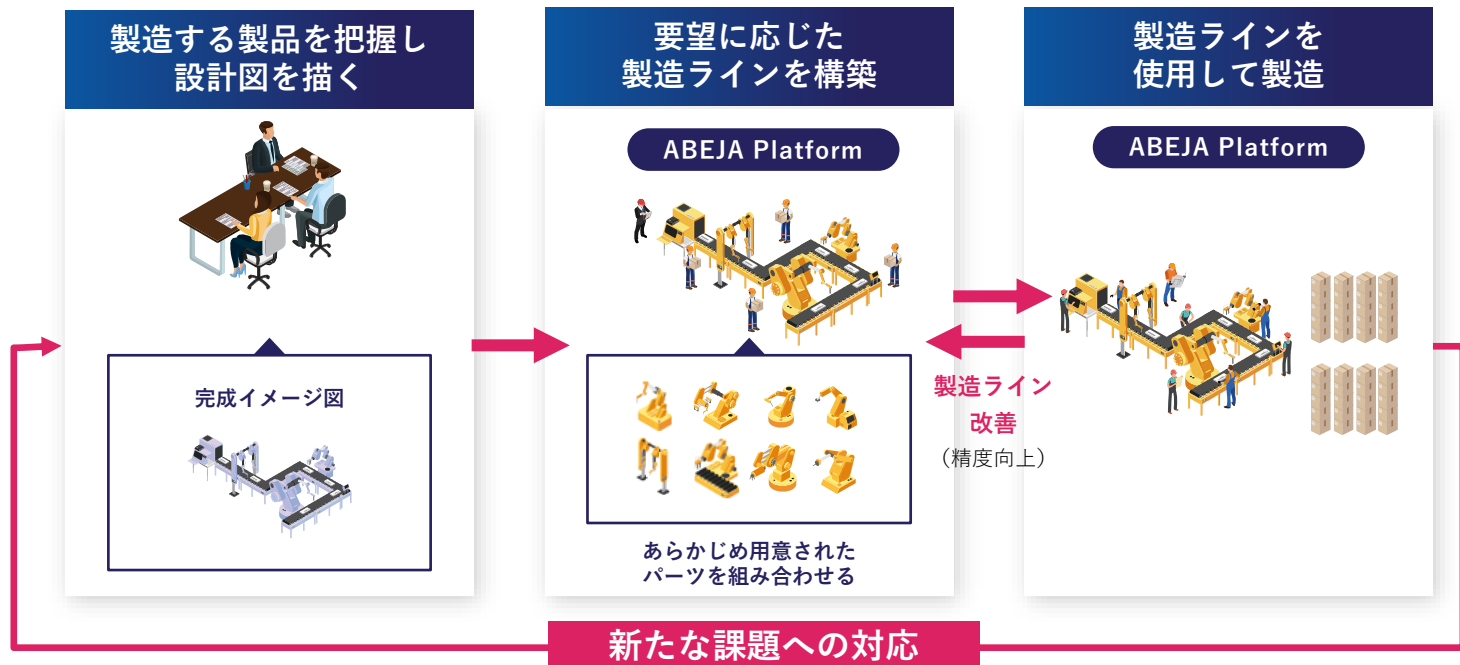 製造する製品を把握し
設計図を描く
完成イメージ図
要望に応じた
製造ラインを構築
ABEJA Platform
あらかじめ用意された
パーツを組み合わせる
製造ライン
改善
（精度向上）
製造ラインを
使用して製造
ABEJA Platform
新たな課題への対応